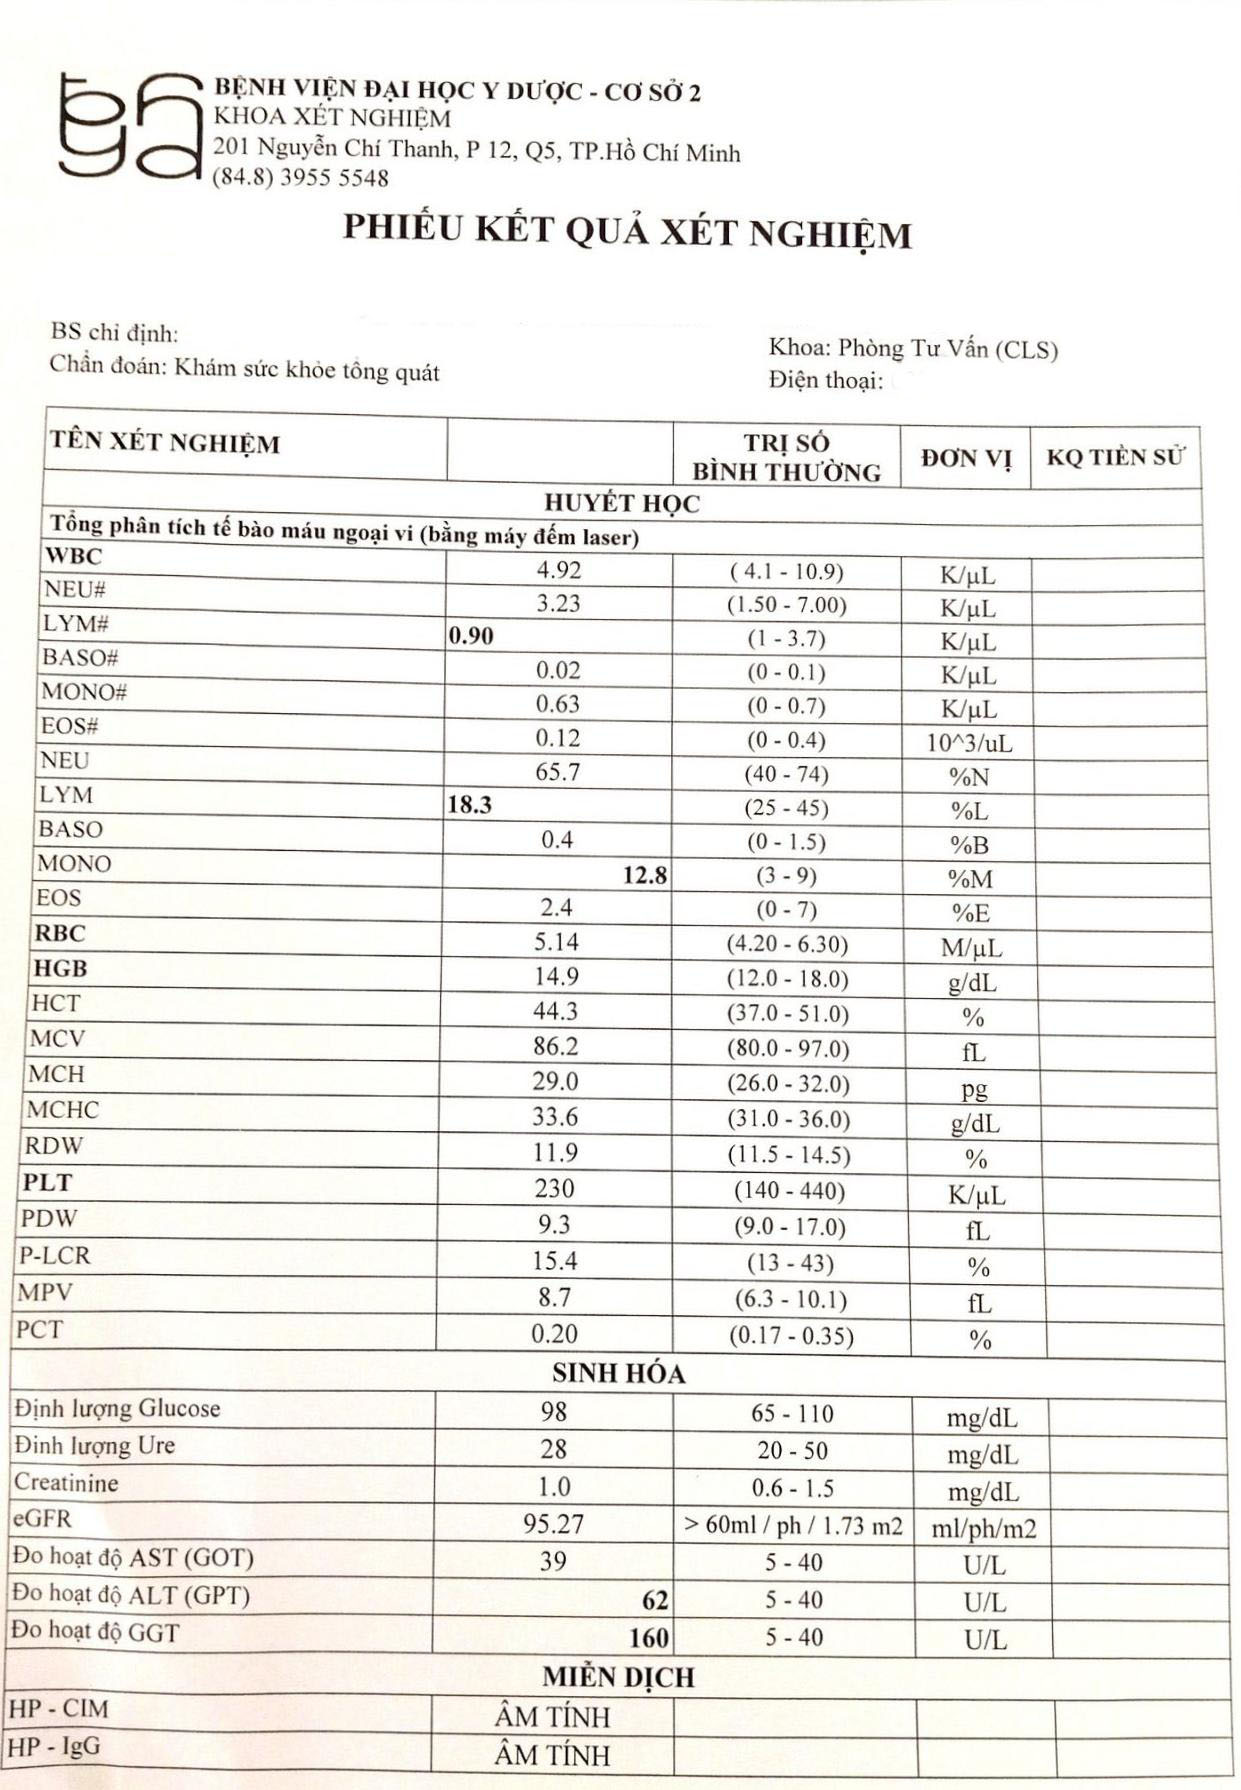 bhyd
BỆNH VIỆN ĐẠI HỌC Y DƯỢC - CƠ SỞ 2
KHOA XÉT NGHIỆM
201 Nguyễn Chí Thanh, P 12, Q5, TP.Hồ Chí Minh
(84.8) 3955 5548
PHIẾU KẾT QUẢ XÉT NGHIỆM
BS chỉ định:
Khoa: Phòng Tư Vấn (CLS)
Chẩn đoán: Khám sức khỏe tổng quát
Điện thoại:
TÊN XÉT NGHIỆM TRỊ SỐ BÌNH THƯỜNG ĐƠN VỊ KQ TIỀN SỬ
HUYẾT HỌC
Tổng phân tích tế bào máu ngoại vi (bằng máy đếm laser)
WBC 4.92 ( 4.1 - 10.9) K/µL
NEU# 3.23 (1.50 - 7.00) K/µL
LYM# 0.90 (1 - 3.7) K/µL
BASO# 0.02 (0 - 0.1) K/µL
MONO# 0.63 (0 - 0.7) K/µL
EOS# 0.12 (0 - 0.4) 10^3/uL
NEU 65.7 (40 - 74) %N
LYM 18.3 (25 - 45) %L
BASO 0.4 (0 - 1.5) %B
MONO 12.8 (3 - 9) %M
EOS 2.4 (0 - 7) %E
RBC 5.14 (4.20 - 6.30) M/µL
HGB 14.9 (12.0 - 18.0) g/dL
HCT 44.3 (37.0 - 51.0) %
MCV 86.2 (80.0 - 97.0) fL
MCH 29.0 (26.0 - 32.0) pg
MCHC 33.6 (31.0 - 36.0) g/dL
RDW 11.9 (11.5 - 14.5) %
PLT 230 (140 - 440) K/µL
PDW 9.3 (9.0 - 17.0) fL
P-LCR 15.4 (13 - 43) %
MPV 8.7 (6.3 - 10.1) fL
PCT 0.20 (0.17 - 0.35) %
SINH HÓA
Định lượng Glucose 98 65 - 110 mg/dL
Đinh lượng Ure 28 20 - 50 mg/dL
Creatinine 1.0 0.6 - 1.5 mg/dL
eGFR 95.27 > 60ml / ph / 1.73 m2 ml/ph/m2
Đo hoạt độ AST (GOT) 39 5 - 40 U/L
Đo hoạt độ ALT (GPT) 62 5 - 40 U/L
Đo hoạt độ GGT 160 5 - 40 U/L
MIỄN DỊCH
HP - CIM ÂM TÍNH
HP - IgG ÂM TÍNH